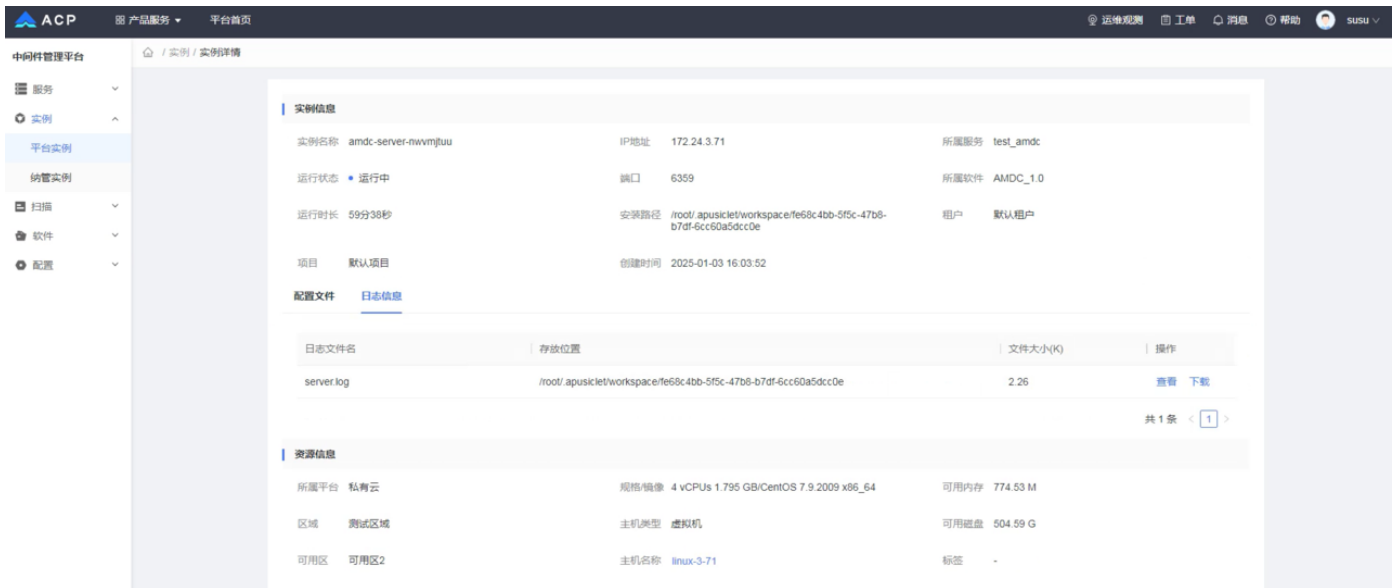 ACP 产品服务 平台首页 运维观测 工单 消息 帮助 susu
中间件管理平台 / 实例 / 实例详情
服务
实例
平台实例
纳管实例
扫描
软件
配置
实例信息
实例名称 amdc-server-nwvmjtuu IP地址 172.24.3.71 所属服务 test_amdc
运行状态 运行中 端口 6359 所属软件 AMDC_1.0
运行时长 59分38秒 安装路径 /root/.apusiclet/workspace/fe68c4bb-5f5c-47b8-
b7df-6cc60a5dcc0e 租户 默认租户
项目 默认项目 创建时间 2025-01-03 16:03:52
配置文件 日志信息
日志文件名 存放位置 文件大小(K) 操作
server.log /root/.apusiclet/workspace/fe68c4bb-5f5c-47b8-b7df-6cc60a5dcc0e 2.26 查看 下载
共 1 条 < 1 >
资源信息
所属平台 私有云 规格/镜像 4 vCPUs 1.795 GB/CentOS 7.9.2009 x86_64 可用内存 774.53 M
区域 测试区域 主机类型 虚拟机 可用磁盘 504.59 G
可用区 可用区2 主机名称 linux-3-71 标签 -